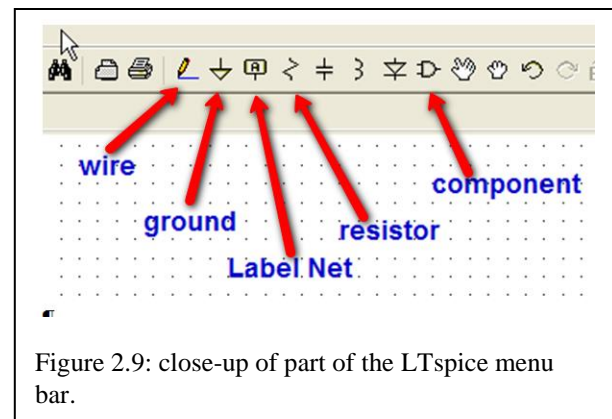 A
wire
component
ground
resistor
Label Net
¶
Figure 2.9: close-up of part of the LTspice menu
bar.